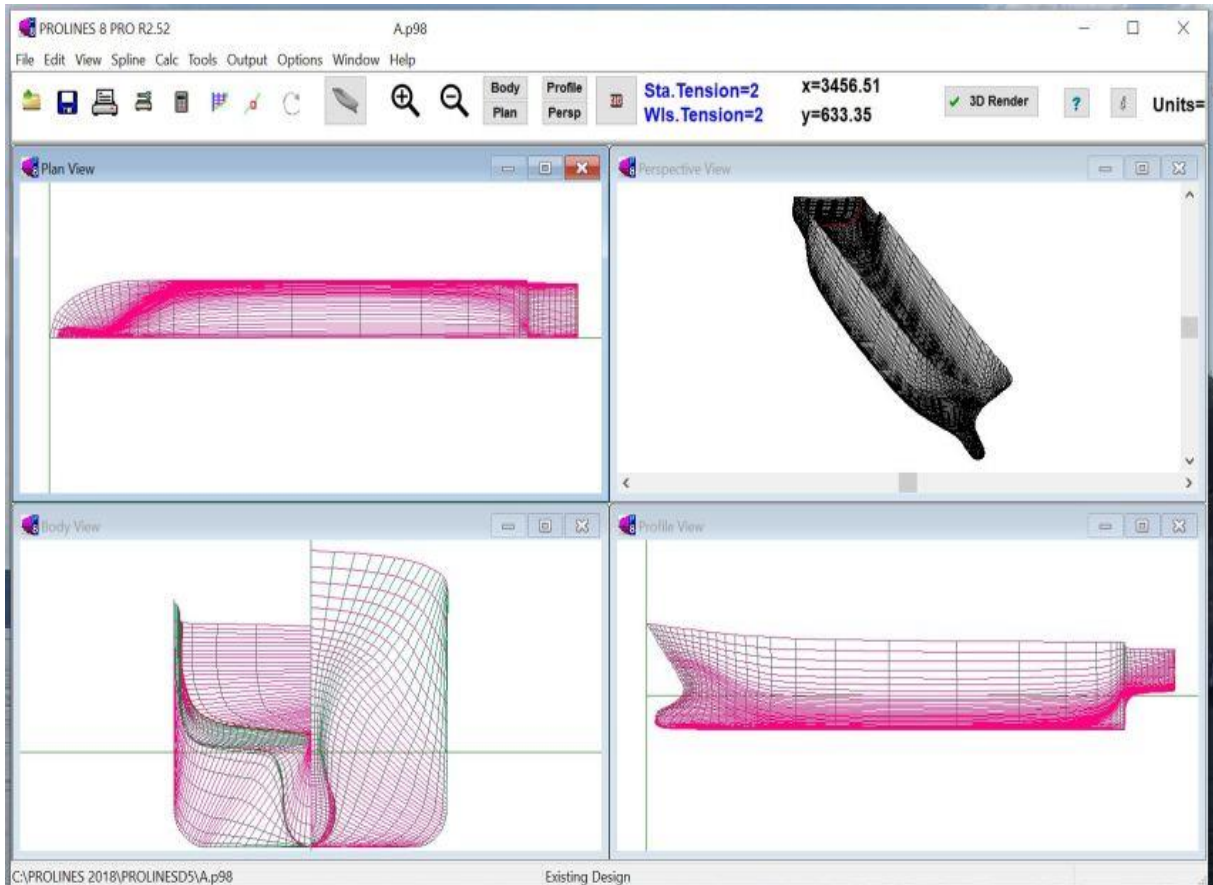 PROLINES 8 PRO R2.52 A.p98
File Edit View Spline Calc Tools Output Options Window Help
Body Profile Sta.Tension=2 x=3456.51 3D Render ? Units=
Plan Persp Wls.Tension=2 y=633.35
Plan View Perspective View
Body View Profile View
C:\PROLINES 2018\PROLINESD5\A.p98 Existing Design